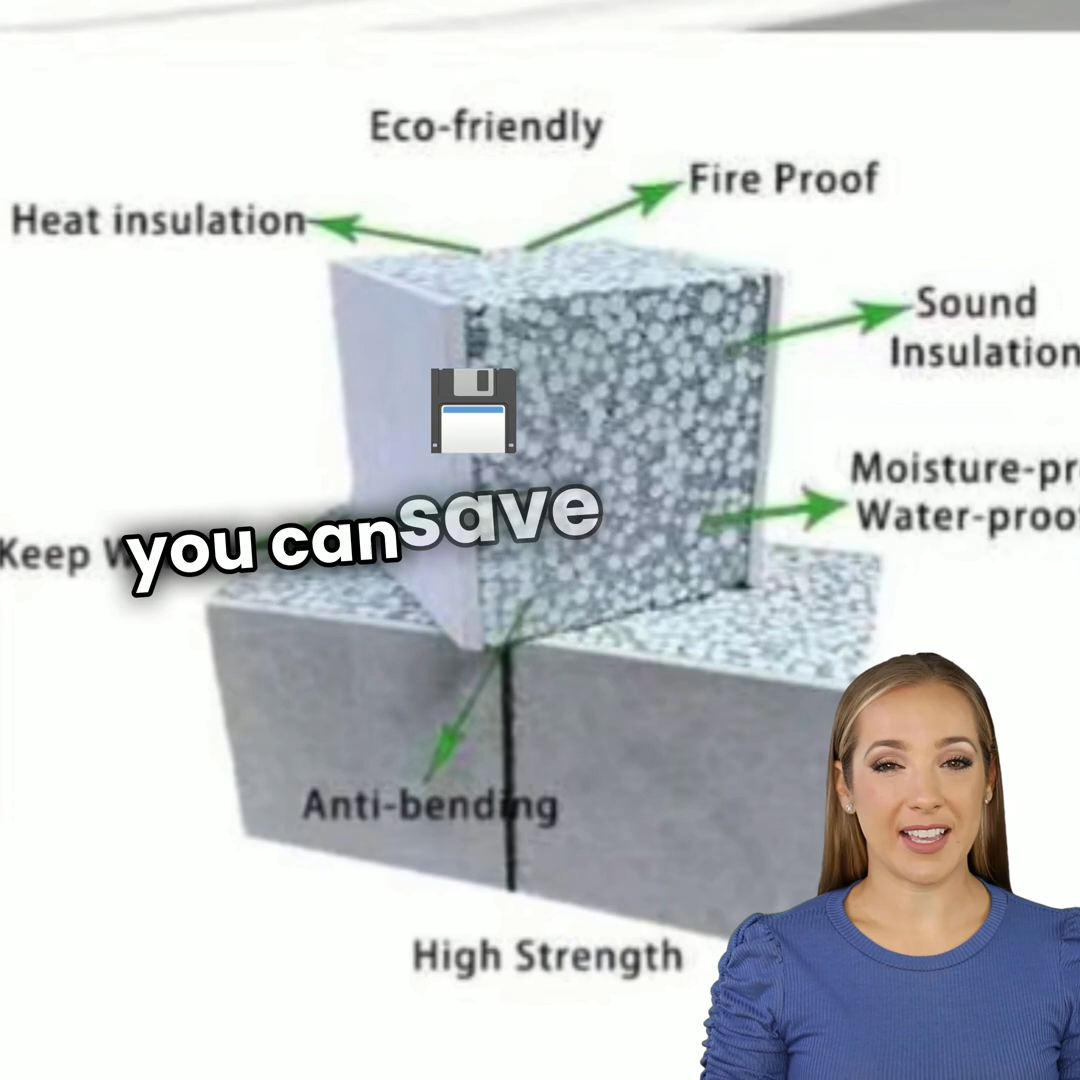 Eco-friendly
Fire Proof
Heat insulation
Sound
Insulation
Moisture-pr
Water-proo
Keep
you can save
Anti-bending
High Strength